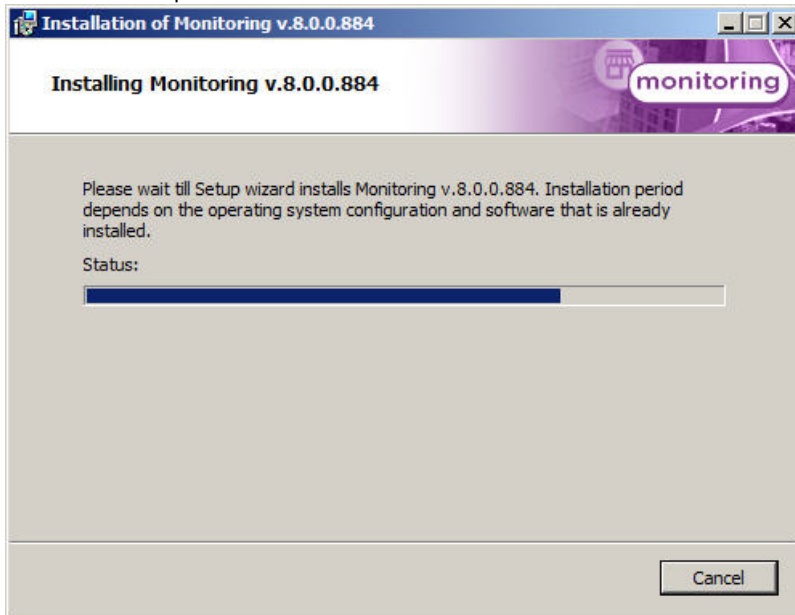 Installation of Monitoring v.8.0.0.884
Installing Monitoring v.8.0.0.884
monitoring
Please wait till Setup wizard installs Monitoring v.8.0.0.884. Installation period
depends on the operating system configuration and software that is already
installed.
Status:
Cancel